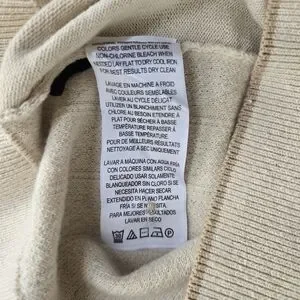 COLORS GENTLE CYCLE USE
NON-CHLORINE BLEACH WHEN
NEEDED LAY FLAT TO DRY COOL IRON
FOR BEST RESULTS DRY CLEAN
LAVAGE EN MACHINE A FROID
AVEC COULEURS SEMBLABLES
LAVER AU CYCLE DÉLICAT
UTILIZER UN BLANCHIMENT SANS
CHLORE AU BESOIN ETENDRE À
PLAT POUR SÉCHER À BASSE
TEMPÉRATURE REPASSER À
BASSE TEMPÉRATURE
POUR DE MEILLEURS RÉSULTATS
NETTOYAGE À SEC UNIQUEMENT
LAVAR A MÁQUINA CON AGUA FRÍA
CON COLORES SIMILARS CICLO
DELICADO USAR SOLAMENTE
BLANQUEADOR SIN CLORO SI SE
NECESITA HACER SECAR
EXTENDIDO EN PLANO PLANCHA
FRÍA SI SE NECESITA
PARA MEJORES RESULTADOS
LAVAR EN SECO